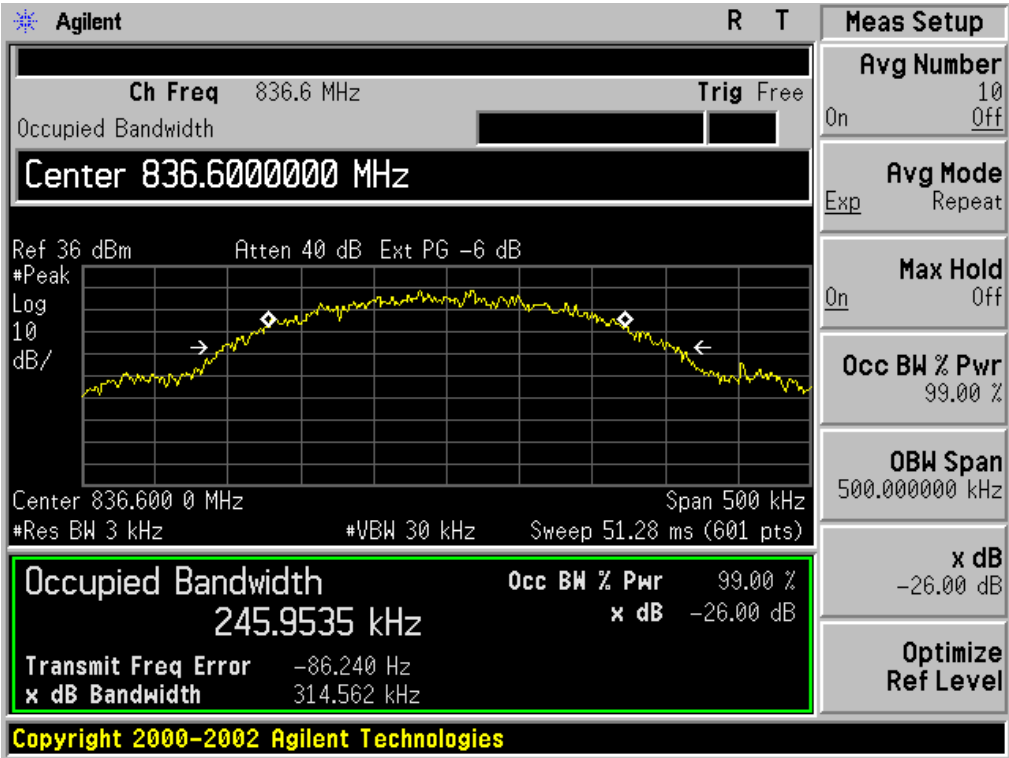 Agilent R T
Ch Freq 836.6 MHz Trig Free
Occupied Bandwidth
Center 836.6000000 MHz
Ref 36 dBm Atten 40 dB Ext PG -6 dB
#Peak
Log
10
dB/
Center 836.600 0 MHz Span 500 kHz
#Res BW 3 kHz #VBW 30 kHz Sweep 51.28 ms (601 pts)
Occupied Bandwidth Occ BW % Pwr 99.00 %
245.9535 kHz x dB -26.00 dB
Transmit Freq Error -86.240 Hz
x dB Bandwidth 314.562 kHz
Copyright 2000-2002 Agilent Technologies
Meas Setup
Avg Number
10
On Off
Avg Mode
Exp Repeat
Max Hold
On Off
Occ BW % Pwr
99.00 %
OBW Span
500.000000 kHz
x dB
-26.00 dB
Optimize
Ref Level